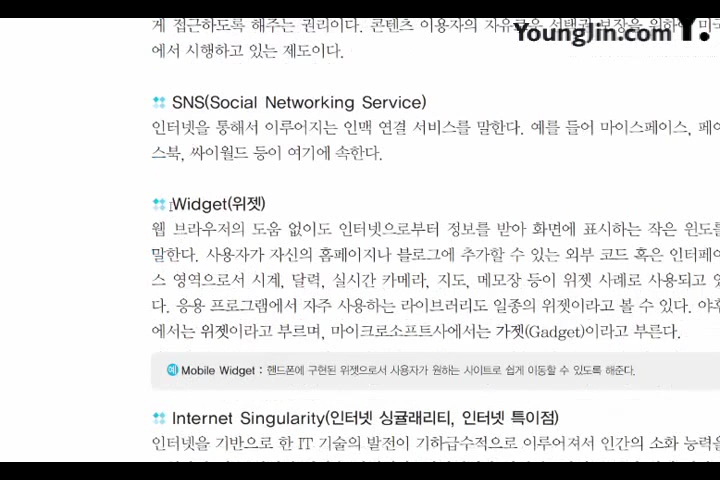 게 접근하도록 해주는 권리이다. 콘텐츠 이용자의 자유로운 선택권 보장을 위하여 미국
YoungJin.com Y.
에서 시행하고 있는 제도이다.
SNS(Social Networking Service)
인터넷을 통해서 이루어지는 인맥 연결 서비스를 말한다. 예를 들어 마이스페이스, 페이
스북, 싸이월드 등이 여기에 속한다.
Widget(위젯)
웹 브라우저의 도움 없이도 인터넷으로부터 정보를 받아 화면에 표시하는 작은 윈도를
말한다. 사용자가 자신의 홈페이지나 블로그에 추가할 수 있는 외부 코드 혹은 인터페이
스 영역으로서 시계, 달력, 실시간 카메라, 지도, 메모장 등이 위젯 사례로 사용되고 있
다. 응용 프로그램에서 자주 사용하는 라이브러리도 일종의 위젯이라고 볼 수 있다. 야후
에서는 위젯이라고 부르며, 마이크로소프트사에서는 가젯(Gadget)이라고 부른다.
예 Mobile Widget : 핸드폰에 구현된 위젯으로서 사용자가 원하는 사이트로 쉽게 이동할 수 있도록 해준다.
Internet Singularity(인터넷 싱귤래리티, 인터넷 특이점)
인터넷을 기반으로 한 IT 기술의 발전이 기하급수적으로 이루어져서 인간의 소화 능력을